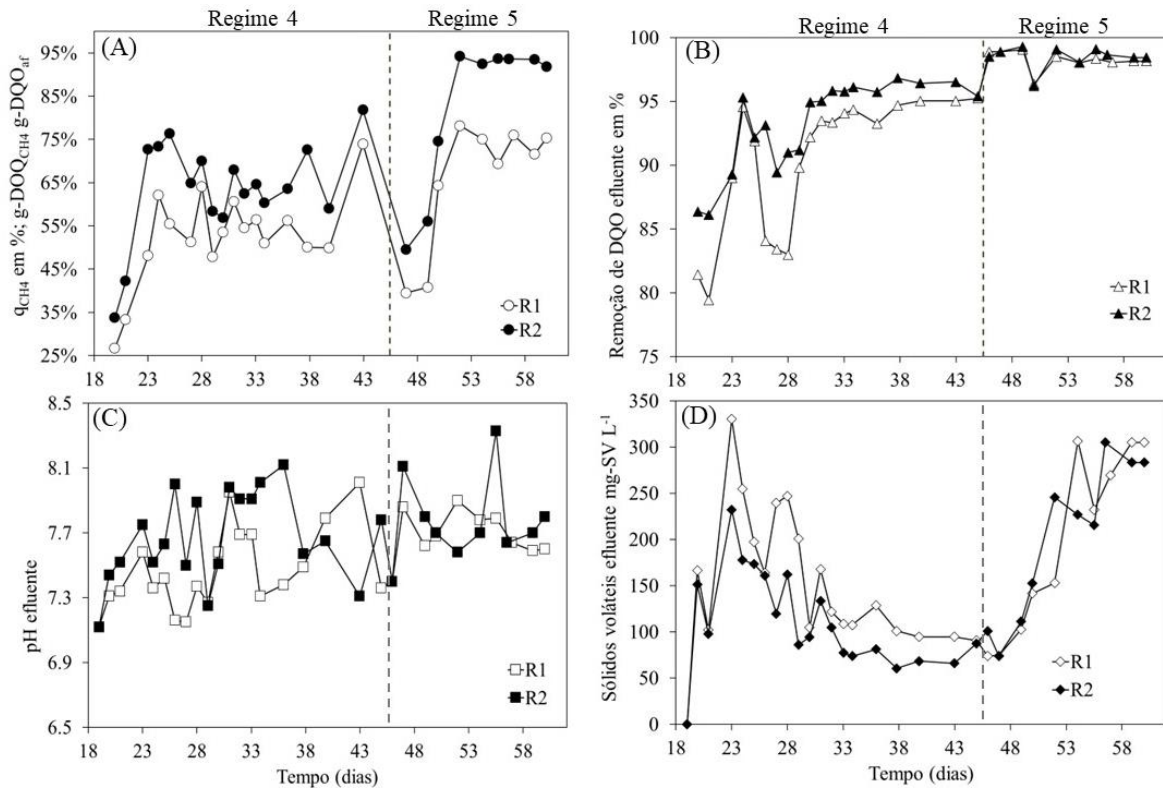 Regime 4 Regime 5
(A)
q_CH4 em %; g-DOQ_CH4 g-DQO_af
95%
85%
75%
65%
55%
45%
35%
25%
R1
R2
18 23 28 33 38 43 48 53 58
Regime 4 Regime 5
(B)
Remoção de DQO efluente em %
100
95
90
85
80
75
R1
R2
18 23 28 33 38 43 48 53 58
(C)
pH efluente
8.5
8.1
7.7
7.3
6.9
6.5
R1
R2
18 23 28 33 38 43 48 53 58
Tempo (dias)
(D)
Sólidos voláteis efluente mg-SV L⁻¹
350
300
250
200
150
100
50
0
R1
R2
18 23 28 33 38 43 48 53 58
Tempo (dias)